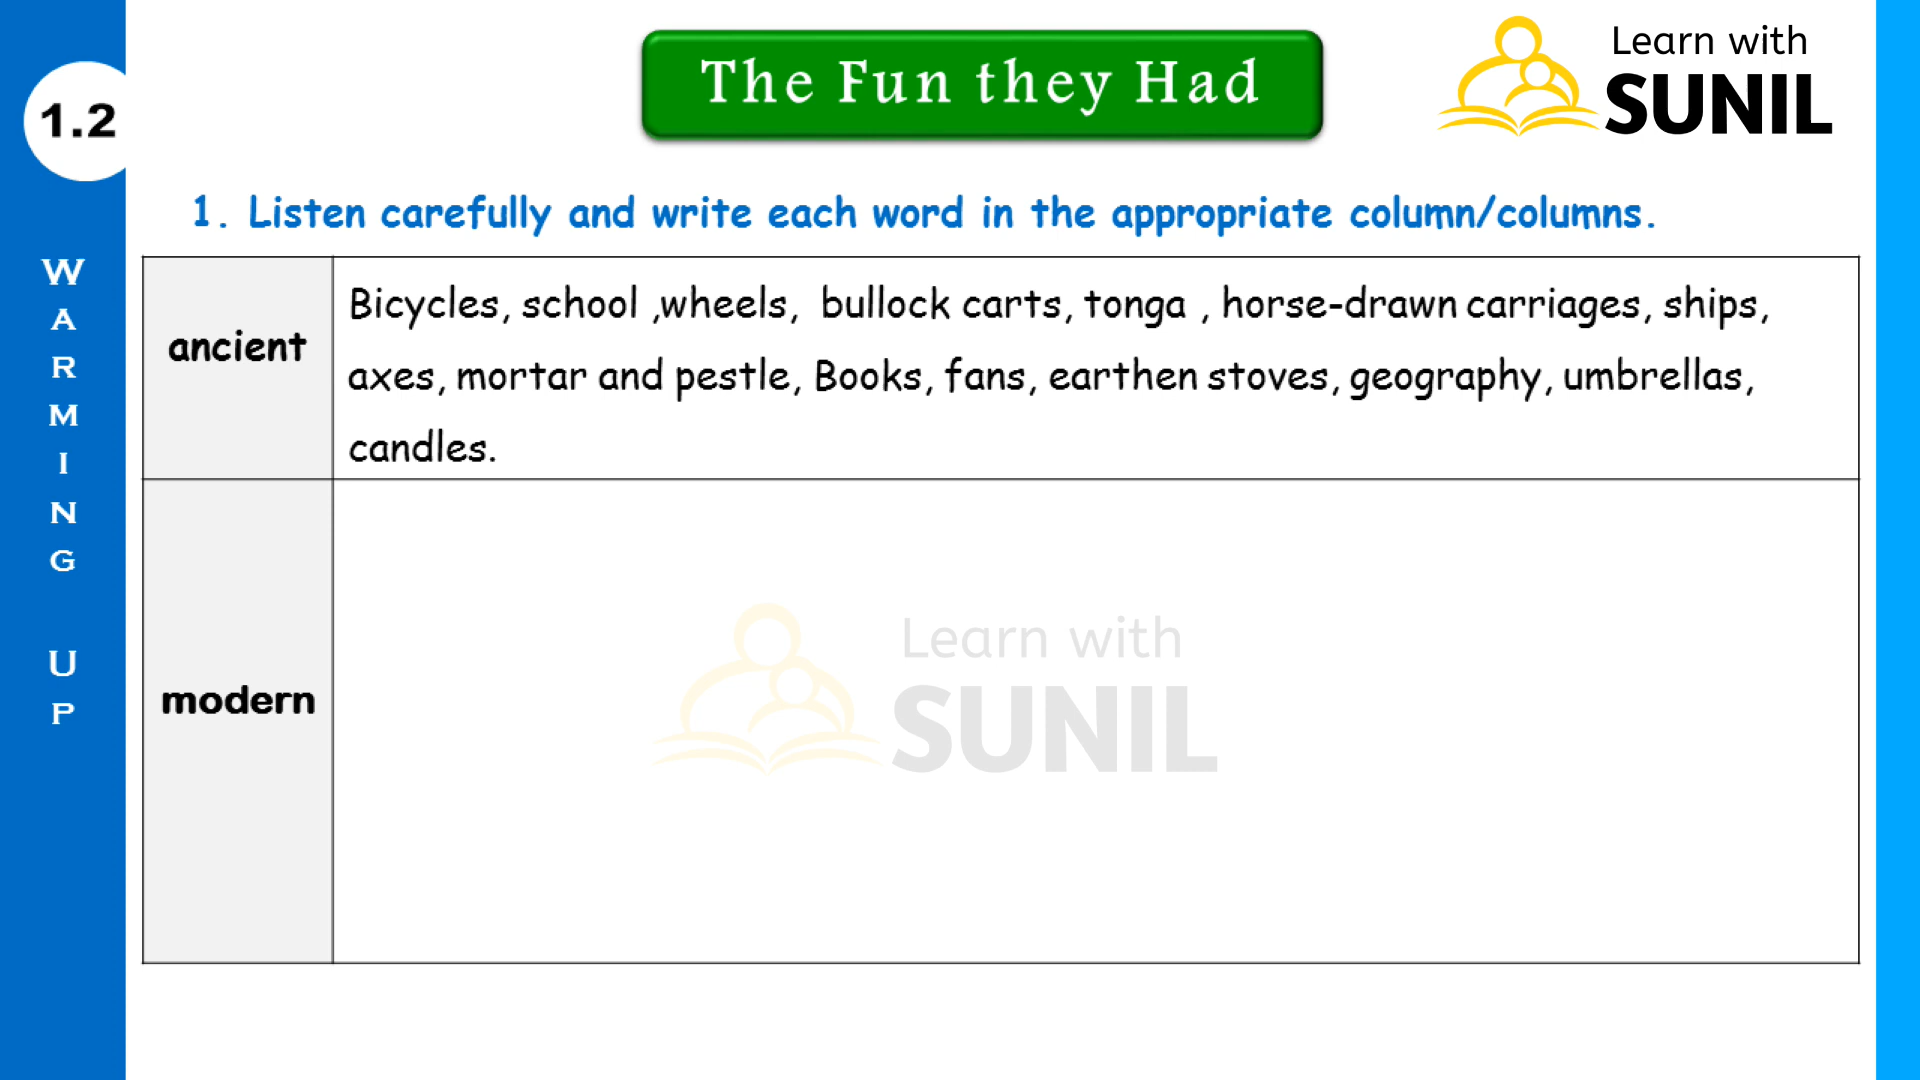 The Fun they Had
Learn with
SUNIL
1.2
WARMING UP
1. Listen carefully and write each word in the appropriate column/columns.
ancient
Bicycles, school ,wheels, bullock carts, tonga , horse-drawn carriages, ships,
axes, mortar and pestle, Books, fans, earthen stoves, geography, umbrellas,
candles.
modern
Learn with
SUNIL